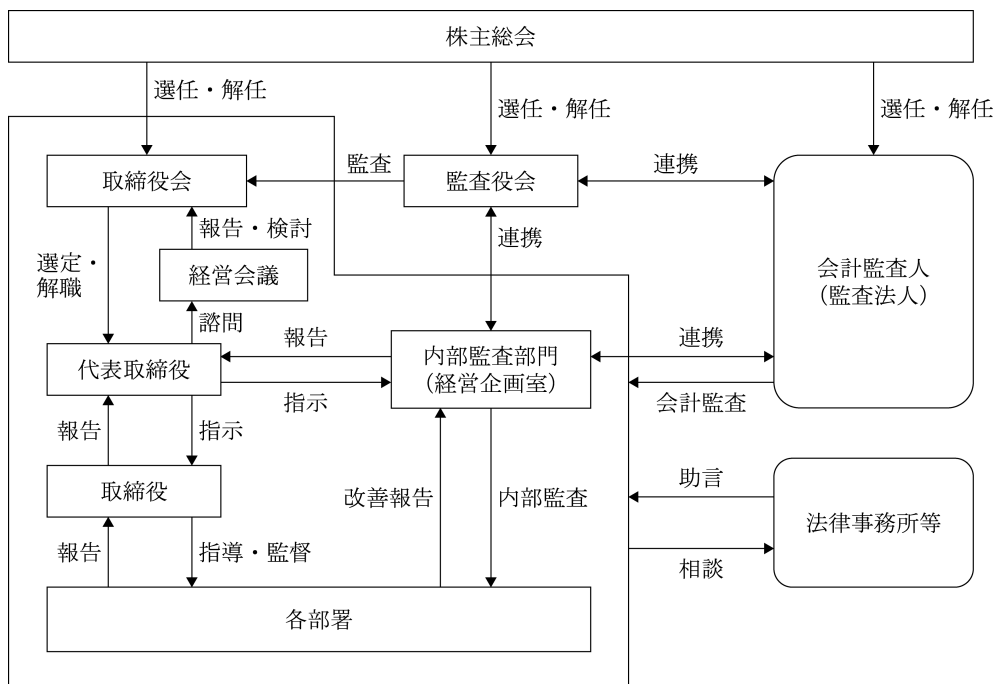 株主総会
選任・解任
選任・解任
選任・解任
取締役会
監査
監査役会
連携
会計監査人
（監査法人）
報告・検討
連携
選定・
解職
経営会議
諮問
代表取締役
報告
指示
内部監査部門
（経営企画室）
連携
会計監査
報告
指示
取締役
改善報告
内部監査
助言
法律事務所等
相談
報告
指導・監督
各部署